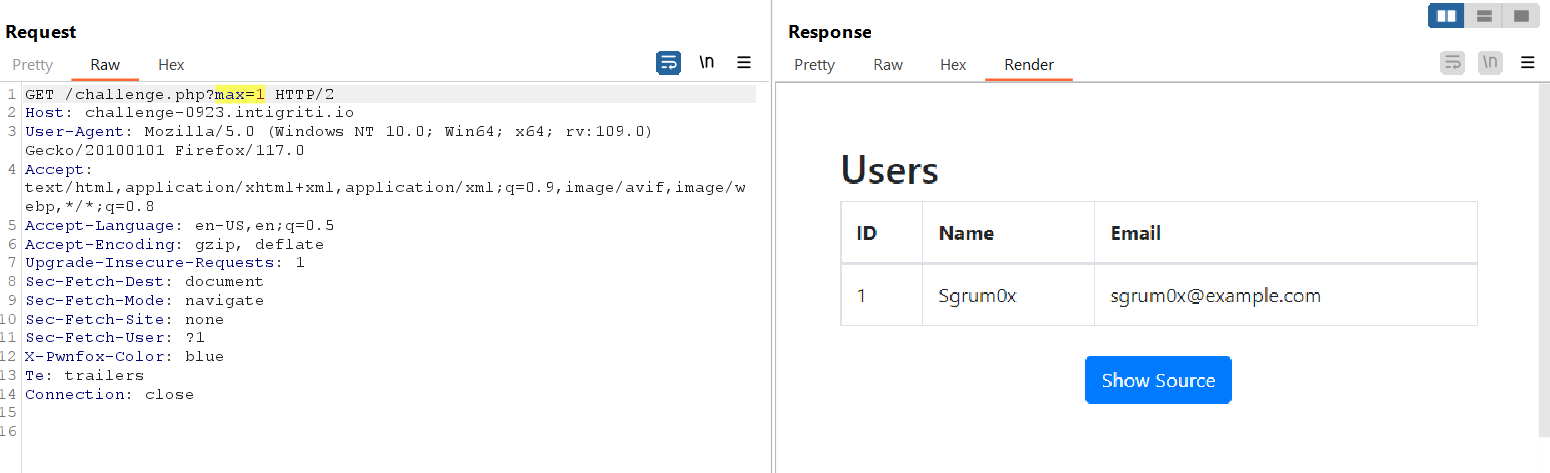 Request
Pretty Raw Hex
\n
1 GET /challenge.php?max=1 HTTP/2
2 Host: challenge-0923.intigriti.io
3 User-Agent: Mozilla/5.0 (Windows NT 10.0; Win64; x64; rv:109.0)
Gecko/20100101 Firefox/117.0
4 Accept:
text/html,application/xhtml+xml,application/xml;q=0.9,image/avif,image/w
ebp,*/*;q=0.8
5 Accept-Language: en-US,en;q=0.5
6 Accept-Encoding: gzip, deflate
7 Upgrade-Insecure-Requests: 1
8 Sec-Fetch-Dest: document
9 Sec-Fetch-Mode: navigate
10 Sec-Fetch-Site: none
11 Sec-Fetch-User: ?1
12 X-Pwnfox-Color: blue
13 Te: trailers
14 Connection: close
15
16
Response
Pretty Raw Hex Render
\n
Users
ID Name Email
1 Sgrum0x sgrum0x@example.com
Show Source